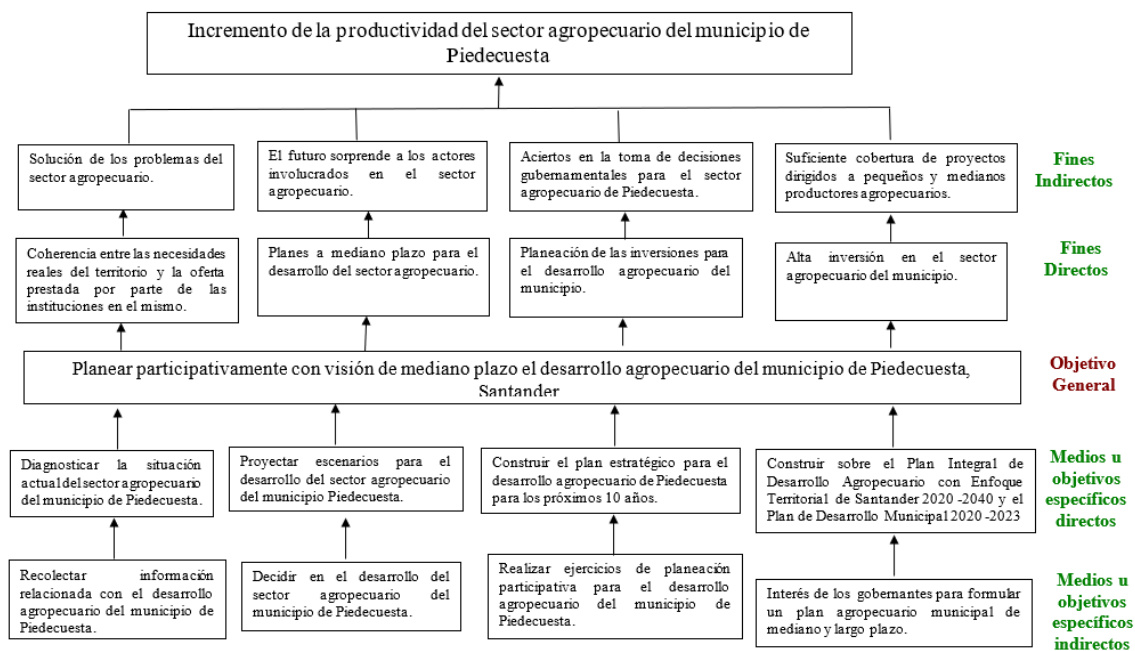 Incremento de la productividad del sector agropecuario del municipio de
Piedecuesta
Solución de los problemas del
sector agropecuario.
El futuro sorprende a los actores
involucrados en el sector
agropecuario.
Aciertos en la toma de decisiones
gubernamentales para el sector
agropecuario de Piedecuesta.
Suficiente cobertura de proyectos
dirigidos a pequeños y medianos
productores agropecuarios.
Fines
Indirectos
Coherencia entre las necesidades
reales del territorio y la oferta
prestada por parte de las
instituciones en el mismo.
Planes a mediano plazo para el
desarrollo del sector agropecuario.
Planeación de las inversiones para
el desarrollo agropecuario del
municipio.
Alta inversión en el sector
agropecuario del municipio.
Fines
Directos
Planear participativamente con visión de mediano plazo el desarrollo agropecuario del municipio de Piedecuesta,
Santander
Objetivo
General
Diagnosticar la situación
actual del sector agropecuario
del municipio de Piedecuesta.
Proyectar escenarios para el
desarrollo del sector agropecuario
del municipio Piedecuesta.
Construir el plan estratégico para el
desarrollo agropecuario de Piedecuesta
para los próximos 10 años.
Construir sobre el Plan Integral de
Desarrollo Agropecuario con Enfoque
Territorial de Santander 2020 -2040 y el
Plan de Desarrollo Municipal 2020 -2023
Medios u
objetivos
específicos
directos
Recolectar información
relacionada con el desarrollo
agropecuario del municipio de
Piedecuesta.
Decidir en el desarrollo del
sector agropecuario del
municipio de Piedecuesta.
Realizar ejercicios de planeación
participativa para el desarrollo
agropecuario del municipio de
Piedecuesta.
Interés de los gobernantes para formular
un plan agropecuario municipal de
mediano y largo plazo.
Medios u
objetivos
específicos
indirectos